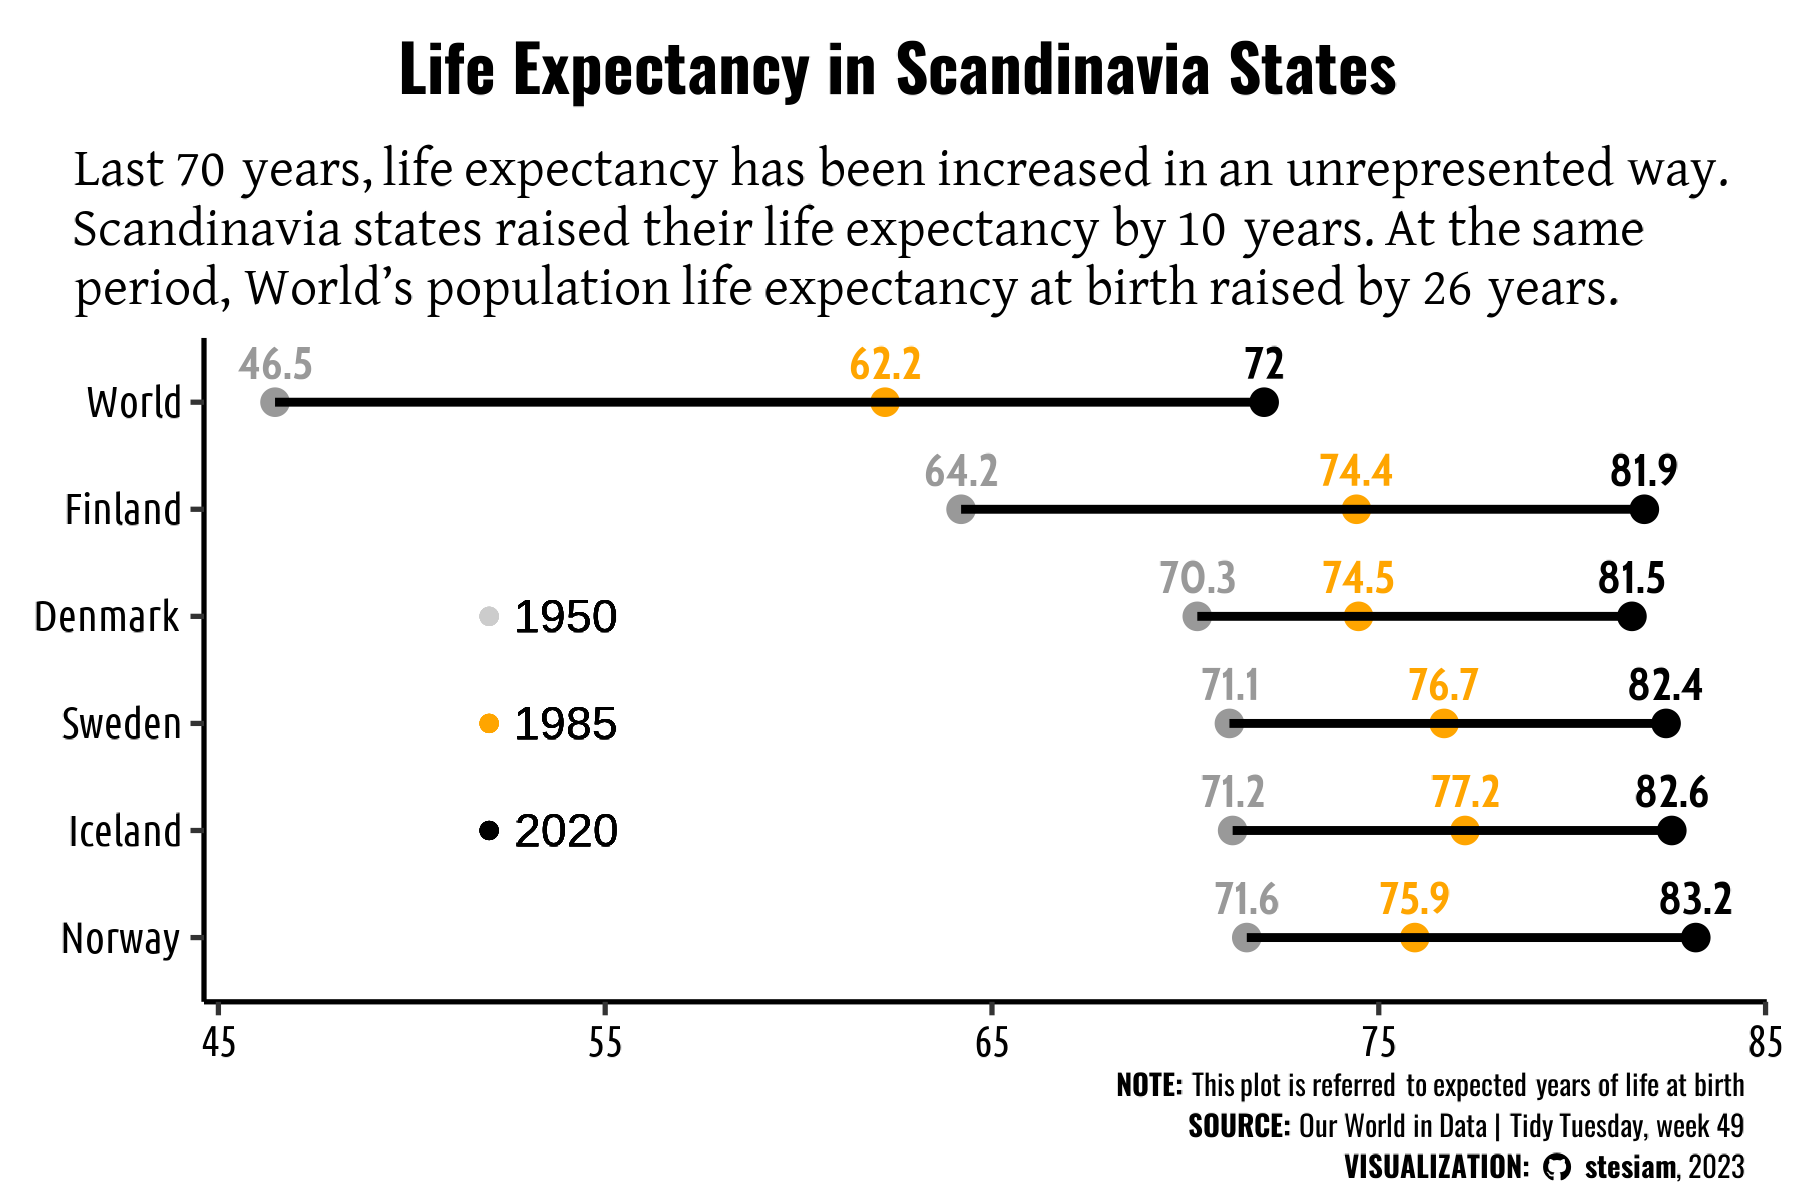 Life Expectancy in Scandinavia States
Last 70 years, life expectancy has been increased in an unrepresented way.
Scandinavia states raised their life expectancy by 10 years. At the same
period, World’s population life expectancy at birth raised by 26 years.
46.5 62.2 72
World
64.2 74.4 81.9
Finland
70.3 74.5 81.5
Denmark
1950
71.1 76.7 82.4
Sweden
1985
71.2 77.2 82.6
Iceland
2020
71.6 75.9 83.2
Norway
45 55 65 75 85
NOTE: This plot is referred to expected years of life at birth
SOURCE: Our World in Data | Tidy Tuesday, week 49
VISUALIZATION: stesiam, 2023